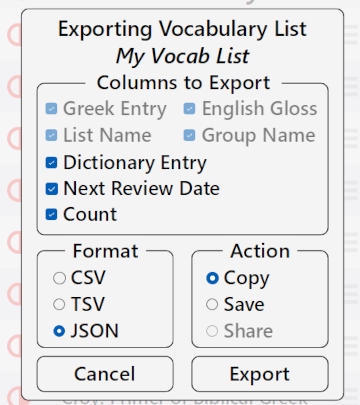 Exporting Vocabulary List
My Vocab List
Columns to Export
Greek Entry English Gloss
List Name Group Name
Dictionary Entry
Next Review Date
Count
Format
CSV
TSV
JSON
Action
Copy
Save
Share
Cancel Export